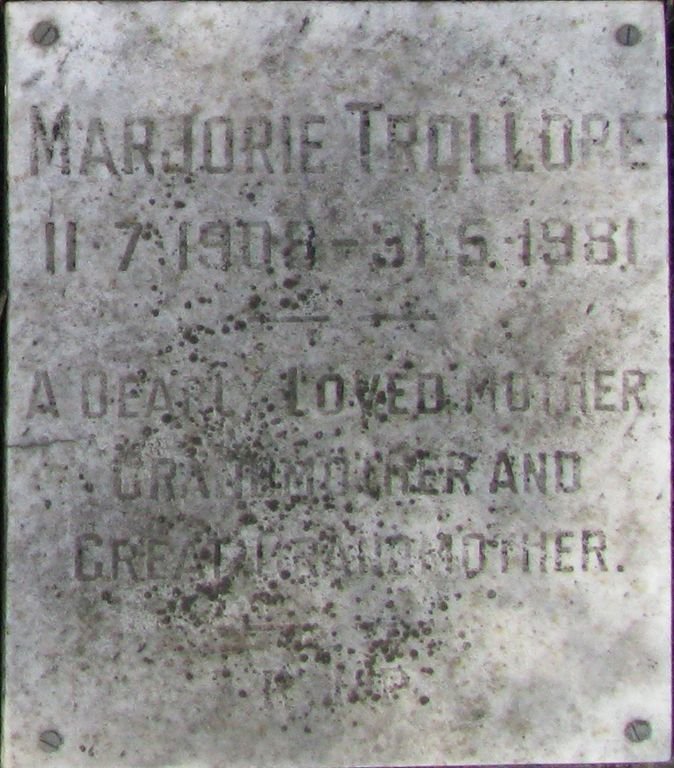 MARJORIE TROLLOPE
11·7·1908 - 31·5·1981
A DEARLY LOVED MOTHER
GRANDMOTHER AND
GREAT GRANDMOTHER.
R.I.P.